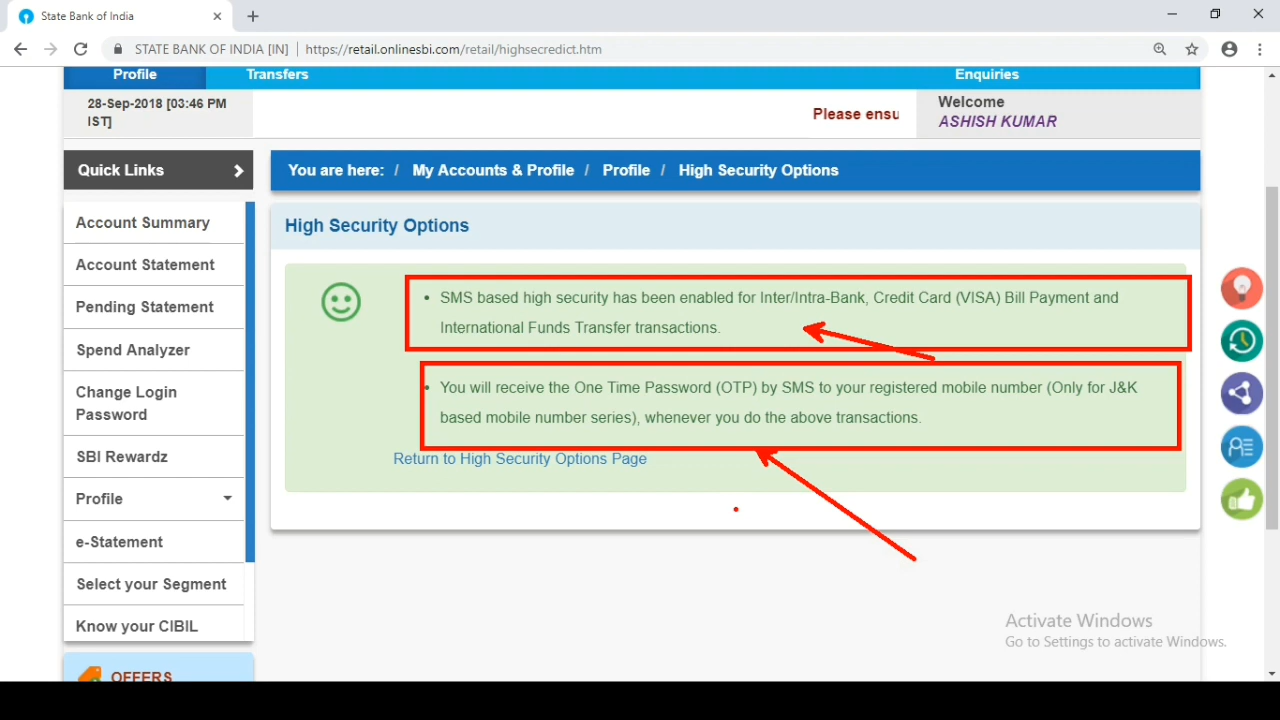 State Bank of India
STATE BANK OF INDIA [IN] | https://retail.onlinesbi.com/retail/highsecredict.htm
Profile
Transfers
Enquiries
28-Sep-2018 [03:46 PM
IST]
Please ensu
Welcome
ASHISH KUMAR
Quick Links
You are here: / My Accounts & Profile / Profile / High Security Options
Account Summary
Account Statement
Pending Statement
Spend Analyzer
Change Login
Password
SBI Rewardz
Profile
e-Statement
Select your Segment
Know your CIBIL
OFFERS
High Security Options
• SMS based high security has been enabled for Inter/Intra-Bank, Credit Card (VISA) Bill Payment and
International Funds Transfer transactions.
• You will receive the One Time Password (OTP) by SMS to your registered mobile number (Only for J&K
based mobile number series), whenever you do the above transactions.
Return to High Security Options Page
Activate Windows
Go to Settings to activate Windows.